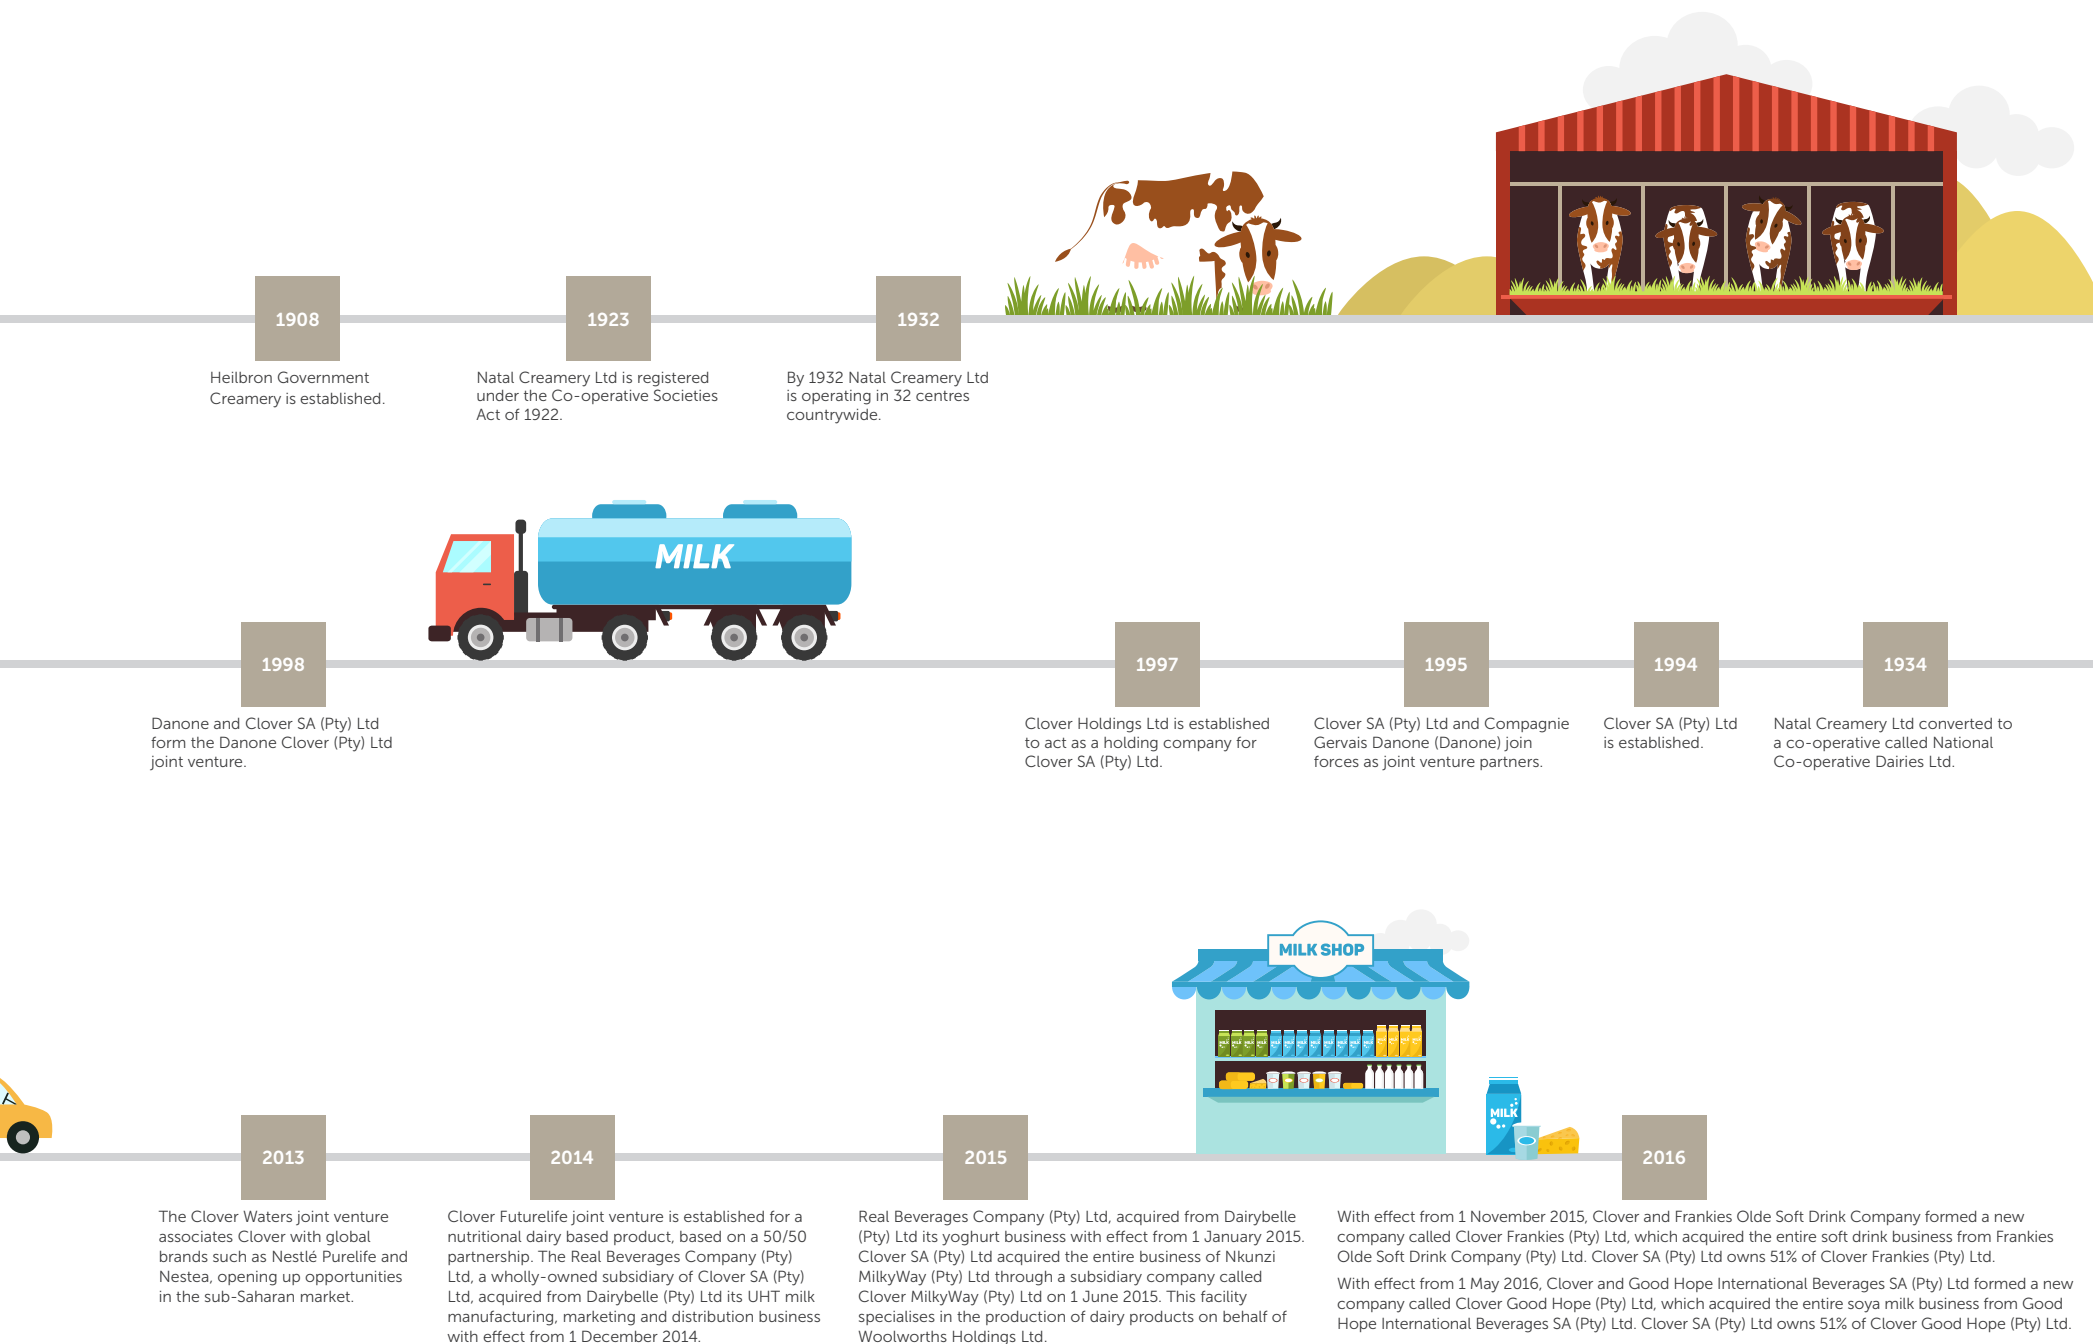 1908
Heilbron Government
Creamery is established.
1923
Natal Creamery Ltd is registered
under the Co-operative Societies
Act of 1922.
1932
By 1932 Natal Creamery Ltd
is operating in 32 centres
countrywide.
MILK
1998
Danone and Clover SA (Pty) Ltd
form the Danone Clover (Pty) Ltd
joint venture.
1997
Clover Holdings Ltd is established
to act as a holding company for
Clover SA (Pty) Ltd.
1995
Clover SA (Pty) Ltd and Compagnie
Gervais Danone (Danone) join
forces as joint venture partners.
1994
Clover SA (Pty) Ltd
is established.
1934
Natal Creamery Ltd converted to
a co-operative called National
Co-operative Dairies Ltd.
MILK SHOP
MILK
2013
The Clover Waters joint venture
associates Clover with global
brands such as Nestlé Purelife and
Nestea, opening up opportunities
in the sub-Saharan market.
2014
Clover Futurelife joint venture is established for a
nutritional dairy based product, based on a 50/50
partnership. The Real Beverages Company (Pty)
Ltd, a wholly-owned subsidiary of Clover SA (Pty)
Ltd, acquired from Dairybelle (Pty) Ltd its UHT milk
manufacturing, marketing and distribution business
with effect from 1 December 2014.
2015
Real Beverages Company (Pty) Ltd, acquired from Dairybelle
(Pty) Ltd its yoghurt business with effect from 1 January 2015.
Clover SA (Pty) Ltd acquired the entire business of Nkunzi
MilkyWay (Pty) Ltd through a subsidiary company called
Clover MilkyWay (Pty) Ltd on 1 June 2015. This facility
specialises in the production of dairy products on behalf of
Woolworths Holdings Ltd.
2016
With effect from 1 November 2015, Clover and Frankies Olde Soft Drink Company formed a new
company called Clover Frankies (Pty) Ltd, which acquired the entire soft drink business from Frankies
Olde Soft Drink Company (Pty) Ltd. Clover SA (Pty) Ltd owns 51% of Clover Frankies (Pty) Ltd.
With effect from 1 May 2016, Clover and Good Hope International Beverages SA (Pty) Ltd formed a new
company called Clover Good Hope (Pty) Ltd, which acquired the entire soya milk business from Good
Hope International Beverages SA (Pty) Ltd. Clover SA (Pty) Ltd owns 51% of Clover Good Hope (Pty) Ltd.